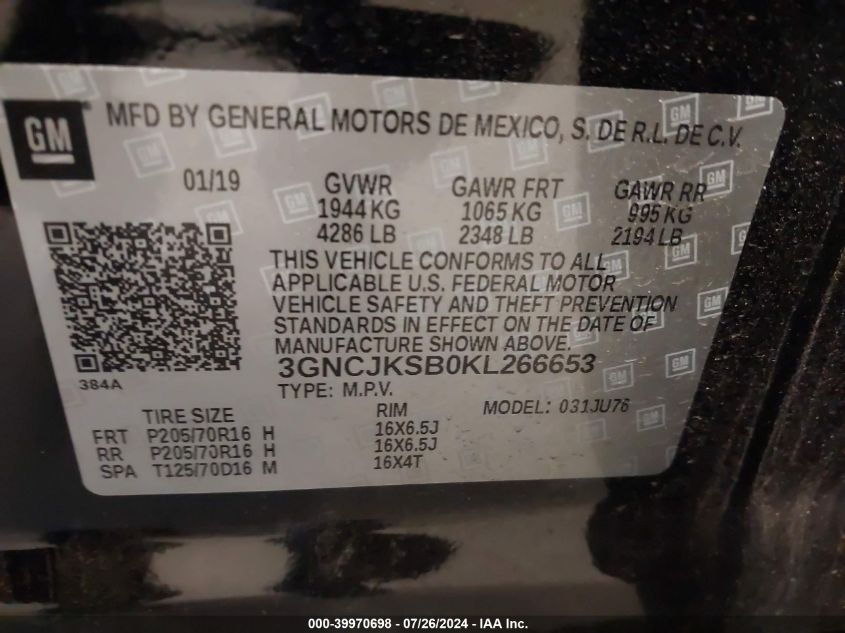 GM
MFD BY GENERAL MOTORS DE MEXICO, S. DE R.L. DE C.V.
01/19 GVWR GAWR FRT GAWR RR
1944 KG 1065 KG 995 KG
4286 LB 2348 LB 2194 LB
THIS VEHICLE CONFORMS TO ALL
APPLICABLE U.S. FEDERAL MOTOR
VEHICLE SAFETY AND THEFT PREVENTION
STANDARDS IN EFFECT ON THE DATE OF
MANUFACTURE SHOWN ABOVE.
384A 3GNCJKSB0KL266653
TYPE: M.P.V.
TIRE SIZE RIM MODEL: 031JU76
FRT P205/70R16 H 16X6.5J
RR P205/70R16 H 16X6.5J
SPA T125/70D16 M 16X4T
000-39970698 - 07/26/2024 - IAA Inc.